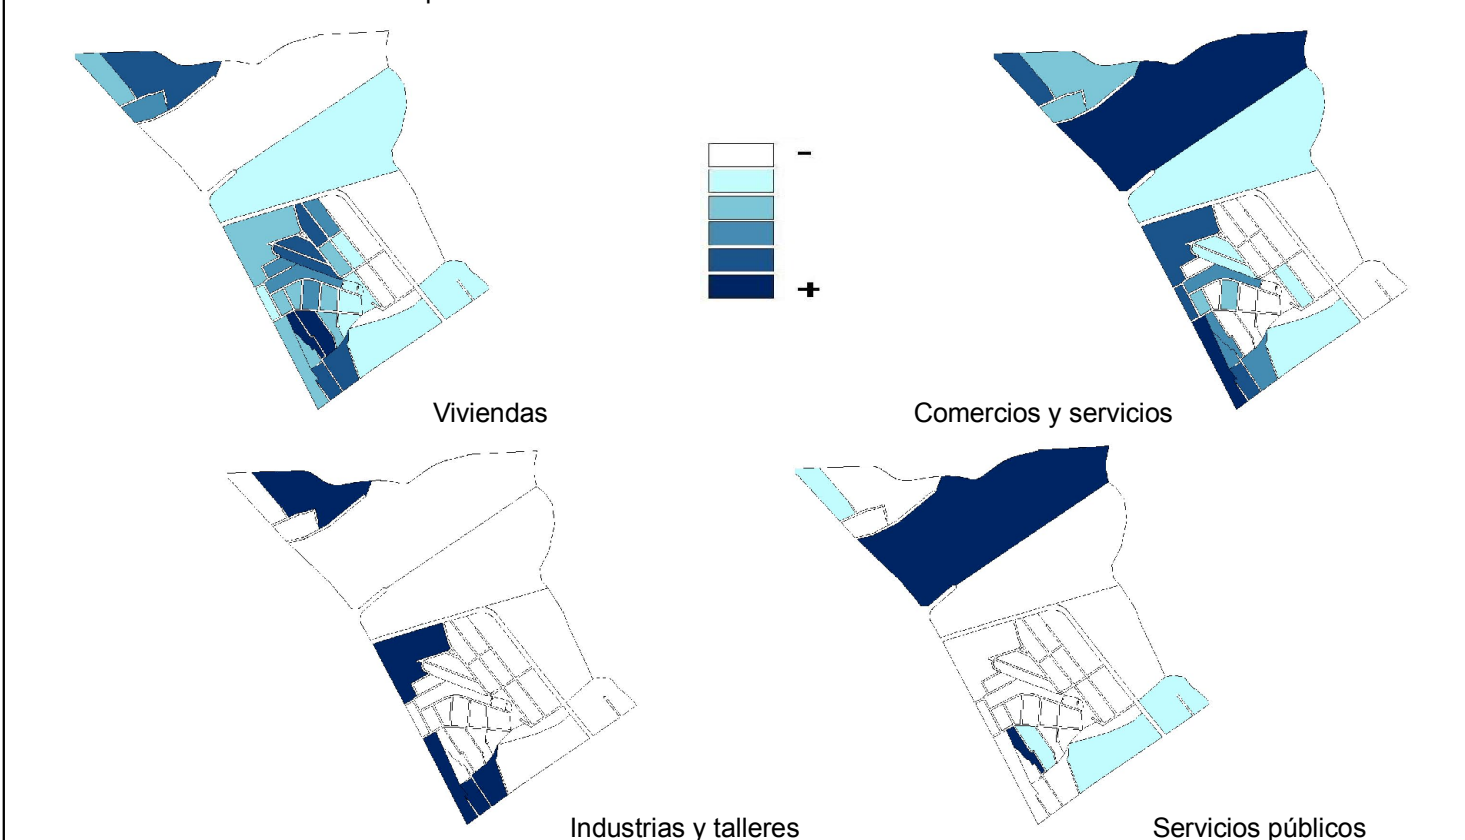 -
+
Viviendas
Comercios y servicios
Industrias y talleres
Servicios públicos